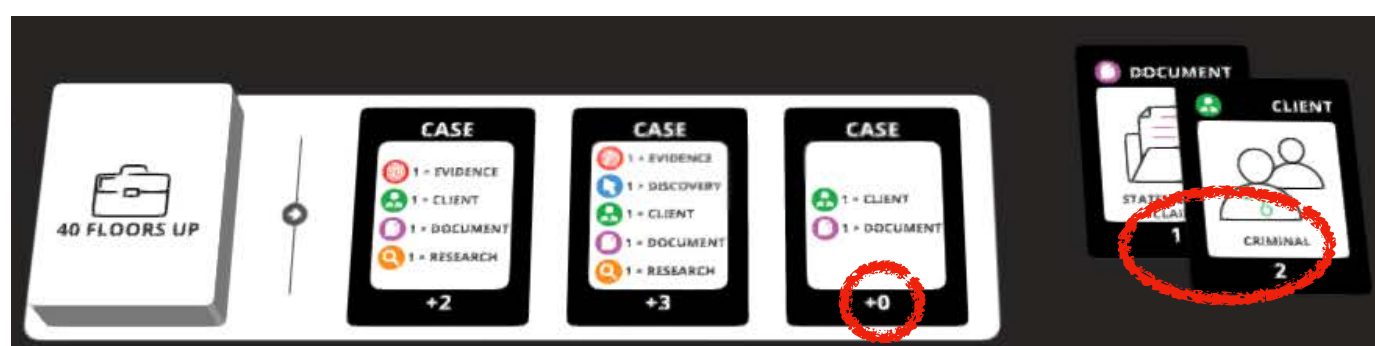 40 FLOORS UP
CASE
1 = EVIDENCE
1 = CLIENT
1 = DOCUMENT
1 = RESEARCH
+2
CASE
1 = EVIDENCE
1 = DISCOVERY
1 = CLIENT
1 = DOCUMENT
1 = RESEARCH
+3
CASE
1 = CLIENT
1 = DOCUMENT
+0
DOCUMENT
1
CLIENT
CRIMINAL
2